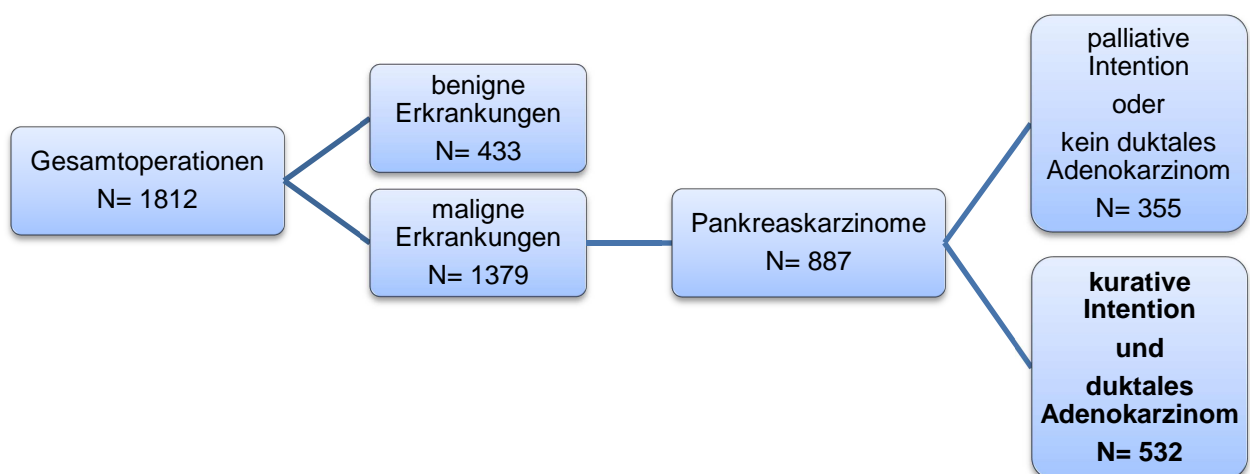 Gesamtoperationen
N= 1812
benigne
Erkrankungen
N= 433
maligne
Erkrankungen
N= 1379
Pankreaskarzinome
N= 887
palliative
Intention
oder
kein duktales
Adenokarzinom
N= 355
kurative
Intention
und
duktales
Adenokarzinom
N= 532